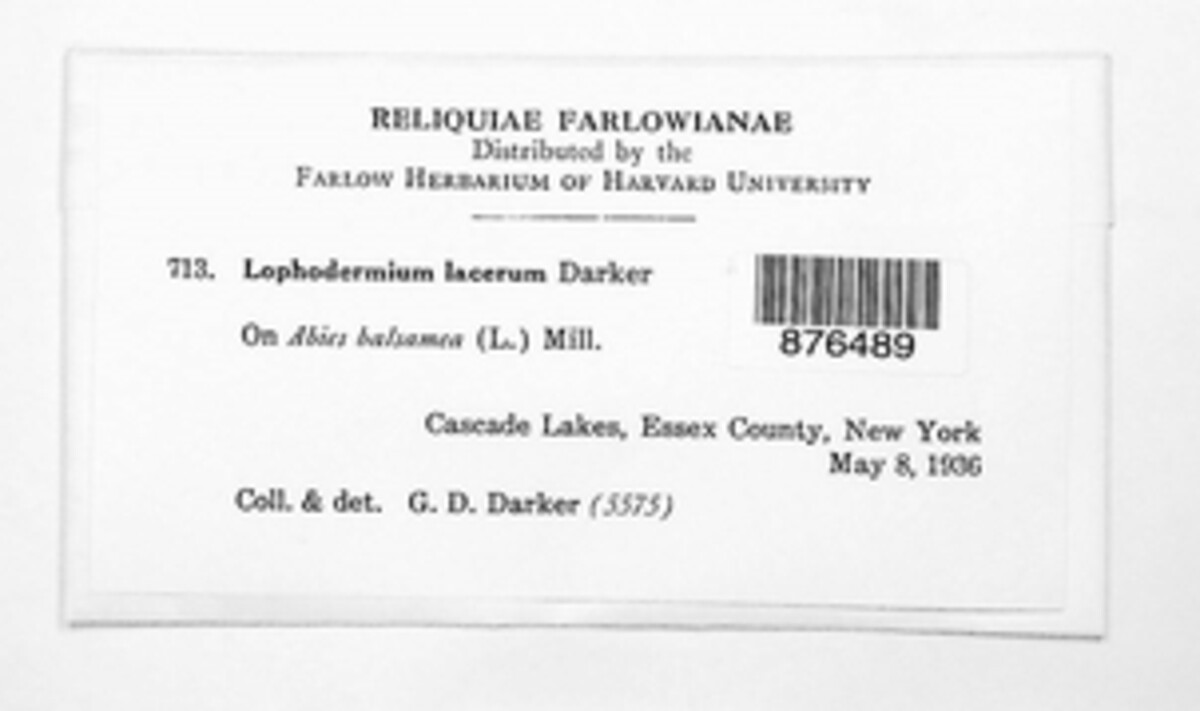 RELIQUIAE FARLOWIANAE
Distributed by the
FARLOW HERBARIUM OF HARVARD UNIVERSITY
713. Lophodermium lacerum Darker
On Abies balsamea (L.) Mill.
876489
Cascade Lakes, Essex County, New York
May 8, 1936
Coll. & det. G. D. Darker (5575)